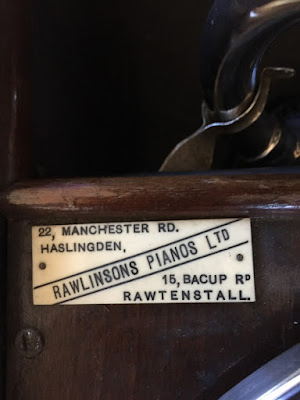 22, MANCHESTER RD.
HASLINGDEN,
RAWLINSONS PIANOS LTD
15, BACUP RD
RAWTENSTALL.